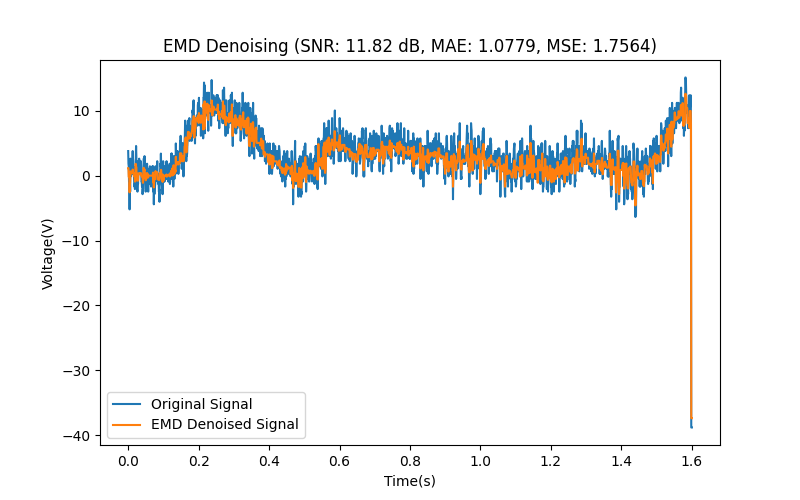 EMD Denoising (SNR: 11.82 dB, MAE: 1.0779, MSE: 1.7564)
10
0
−10
−20
−30
−40
Voltage(V)
Original Signal
EMD Denoised Signal
0.0 0.2 0.4 0.6 0.8 1.0 1.2 1.4 1.6
Time(s)